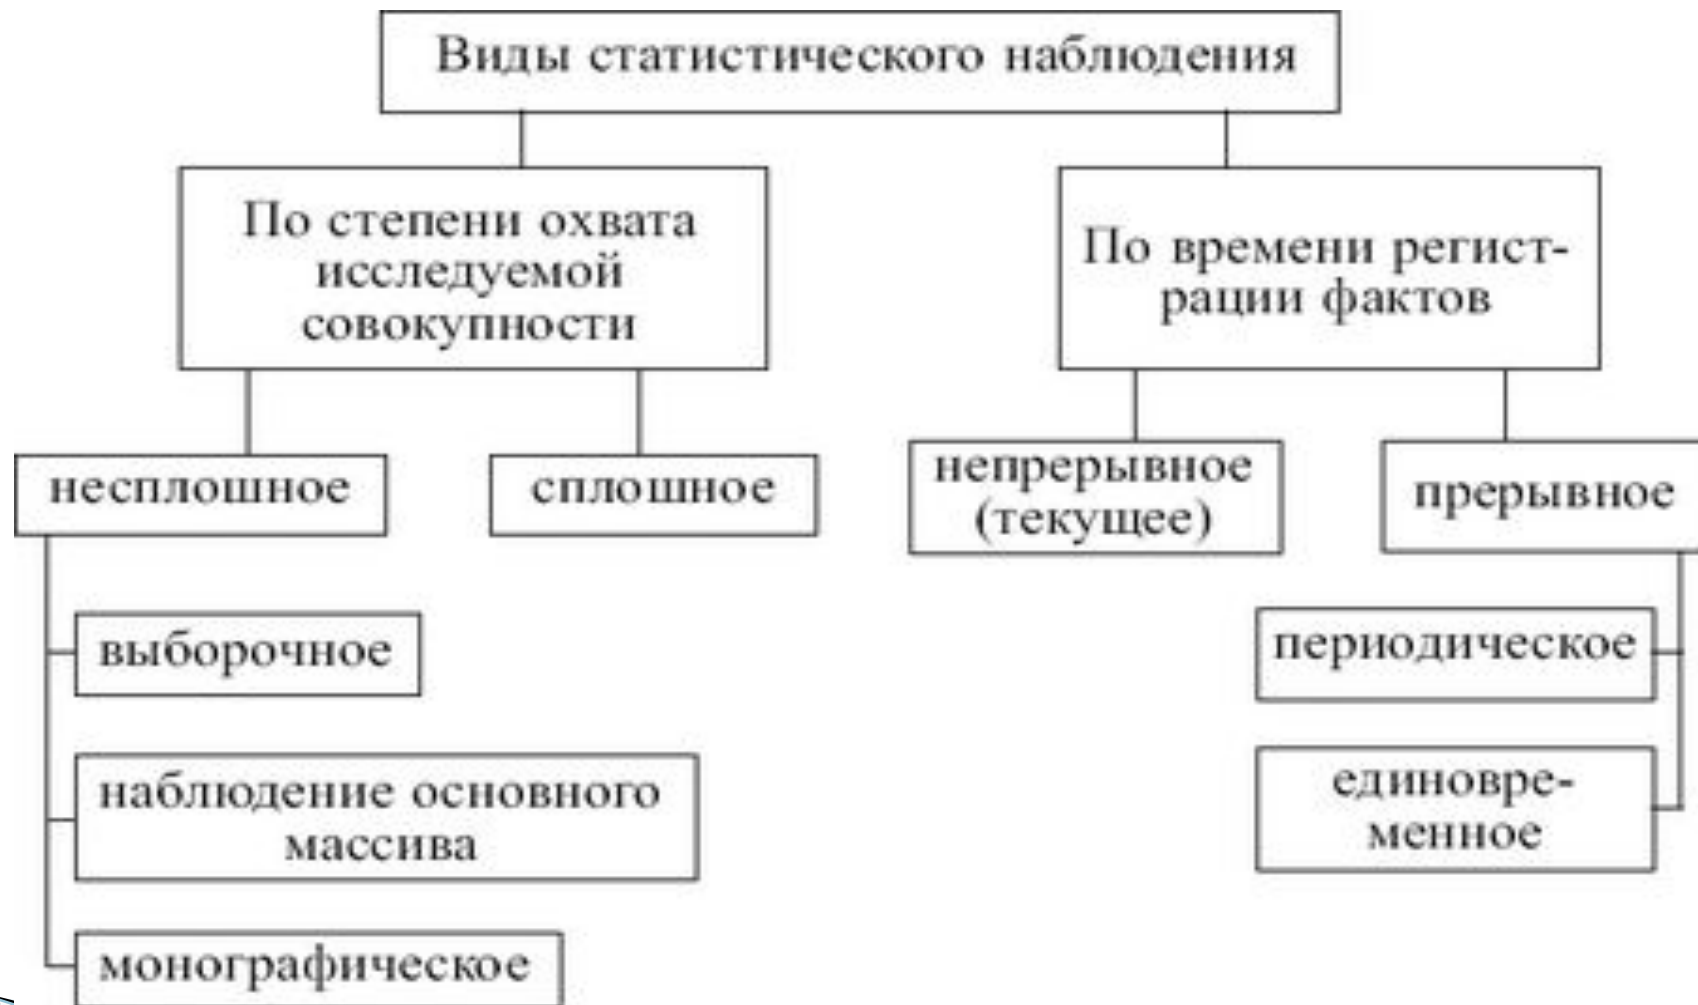 Виды статистического наблюдения
По степени охвата
исследуемой
совокупности
По времени регист-
рации фактов
несплошное
сплошное
непрерывное
(текущее)
прерывное
выборочное
наблюдение основного
массива
монографическое
периодическое
единовре-
менное